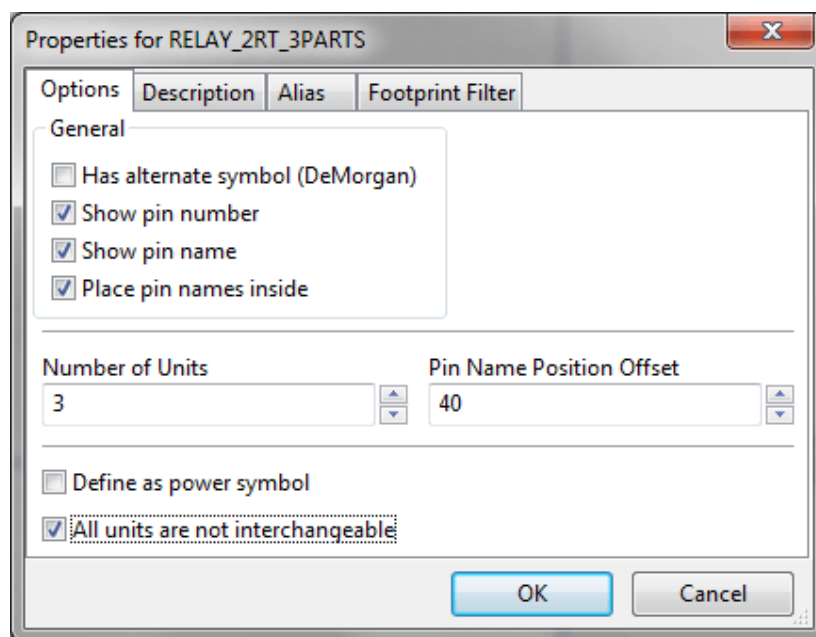 Properties for RELAY_2RT_3PARTS
Options Description Alias Footprint Filter
General
Has alternate symbol (DeMorgan)
Show pin number
Show pin name
Place pin names inside
Number of Units Pin Name Position Offset
3 40
Define as power symbol
All units are not interchangeable
OK Cancel